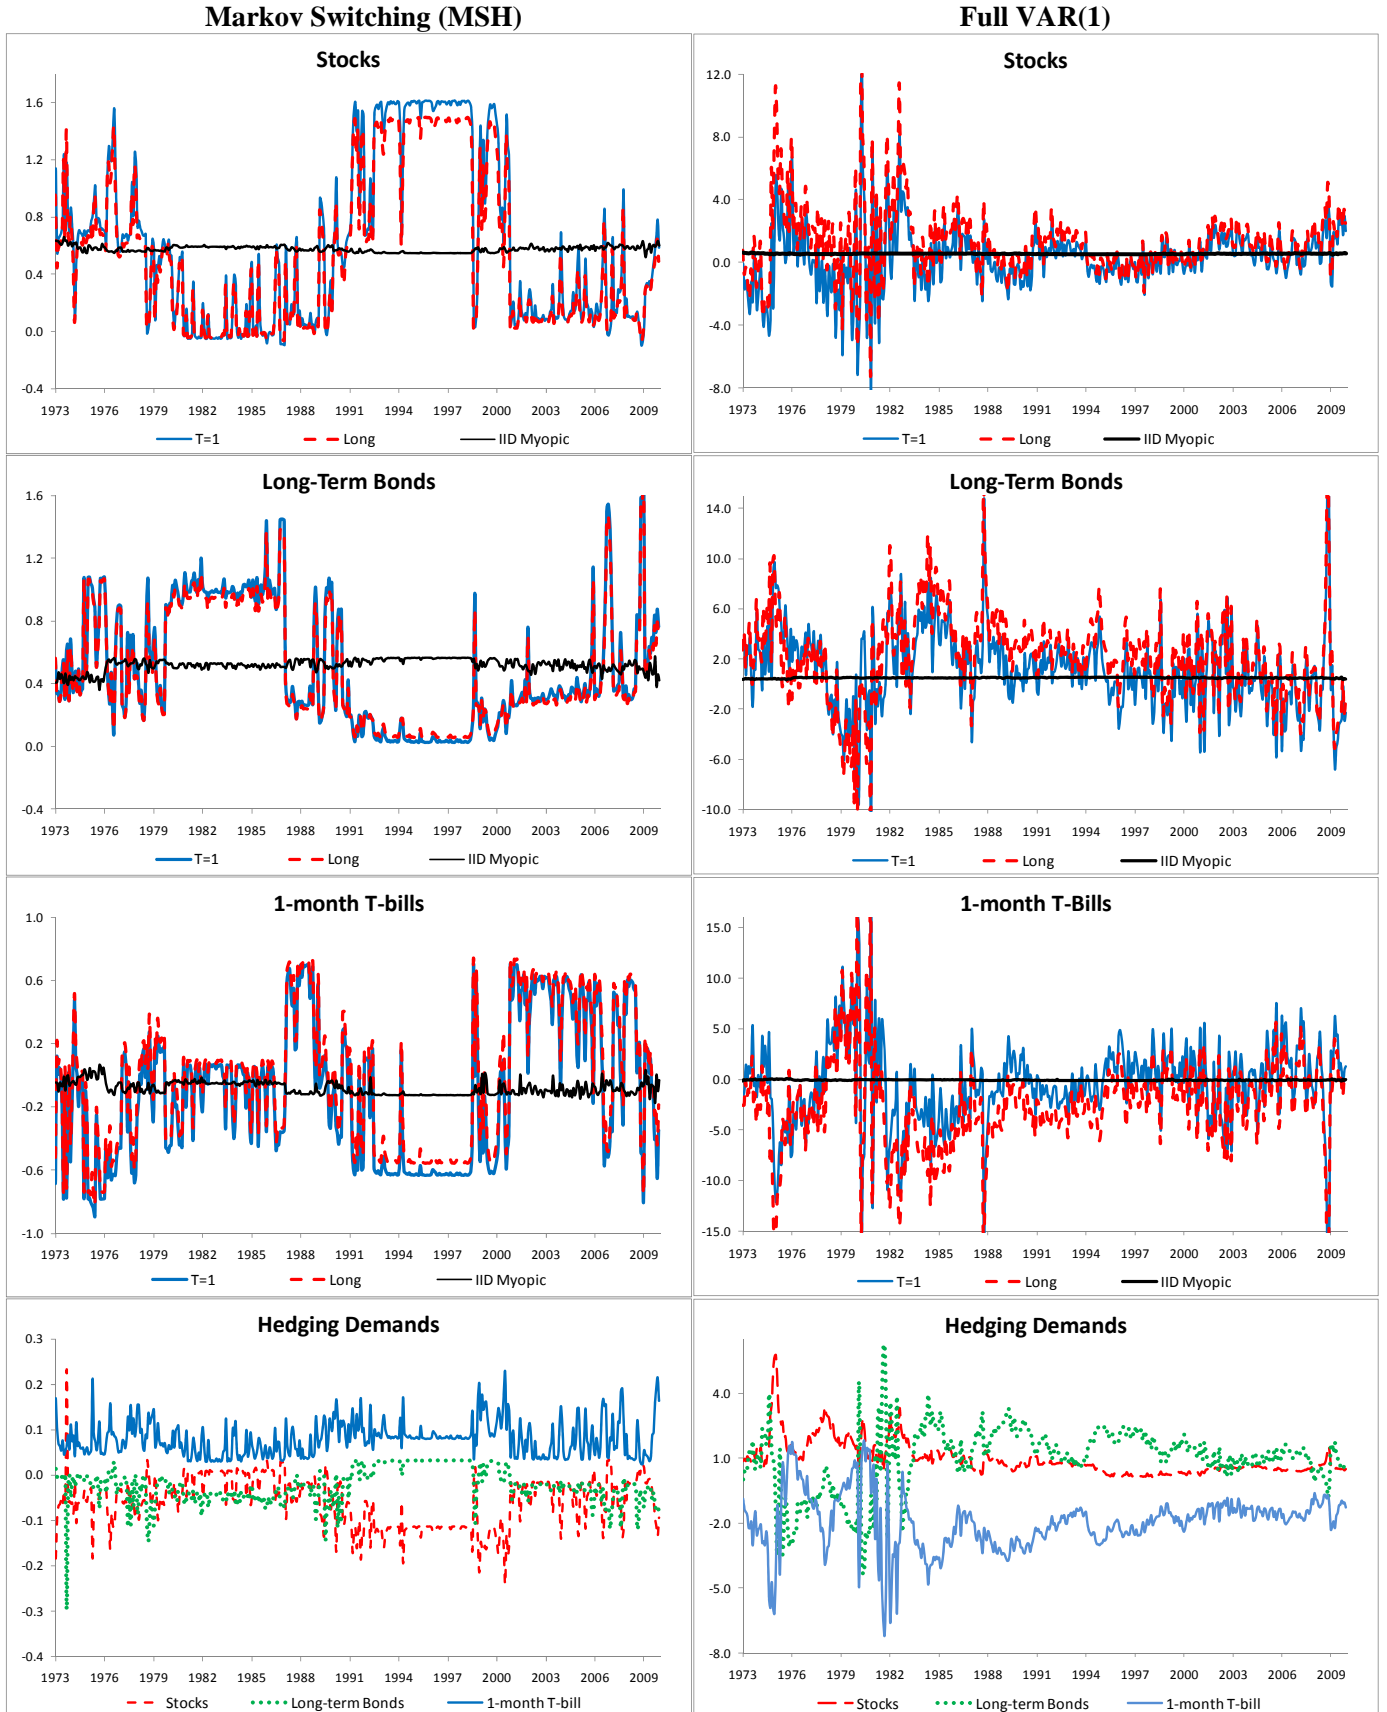 Markov Switching (MSH)
Full VAR(1)
Stocks
1.6
1.2
0.8
0.4
0.0
-0.4
1973 1976 1979 1982 1985 1988 1991 1994 1997 2000 2003 2006 2009
T=1 Long IID Myopic
Stocks
12.0
8.0
4.0
0.0
-4.0
-8.0
1973 1976 1979 1982 1985 1988 1991 1994 1997 2000 2003 2006 2009
T=1 Long IID Myopic
Long-Term Bonds
1.6
1.2
0.8
0.4
0.0
-0.4
1973 1976 1979 1982 1985 1988 1991 1994 1997 2000 2003 2006 2009
T=1 Long IID Myopic
Long-Term Bonds
14.0
10.0
6.0
2.0
-2.0
-6.0
-10.0
1973 1976 1979 1982 1985 1988 1991 1994 1997 2000 2003 2006 2009
T=1 Long IID Myopic
1-month T-bills
1.0
0.6
0.2
-0.2
-0.6
-1.0
1973 1976 1979 1982 1985 1988 1991 1994 1997 2000 2003 2006 2009
T=1 Long IID Myopic
1-month T-Bills
15.0
10.0
5.0
0.0
-5.0
-10.0
-15.0
1973 1976 1979 1982 1985 1988 1991 1994 1997 2000 2003 2006 2009
T=1 Long IID Myopic
Hedging Demands
0.3
0.2
0.1
0.0
-0.1
-0.2
-0.3
-0.4
1973 1976 1979 1982 1985 1988 1991 1994 1997 2000 2003 2006 2009
Stocks Long-term Bonds 1-month T-bill
Hedging Demands
4.0
1.0
-2.0
-5.0
-8.0
1973 1976 1979 1982 1985 1988 1991 1994 1997 2000 2003 2006 2009
Stocks Long-term Bonds 1-month T-bill